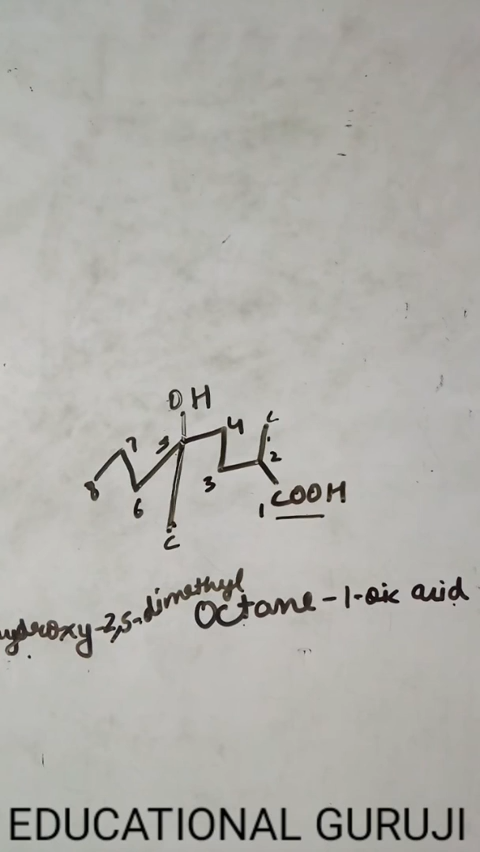 OH
7 5 4 C
8 2
6 3
1 COOH
C
hydroxy-2,5-dimethyl Octane-1-oic acid
EDUCATIONAL GURUJI